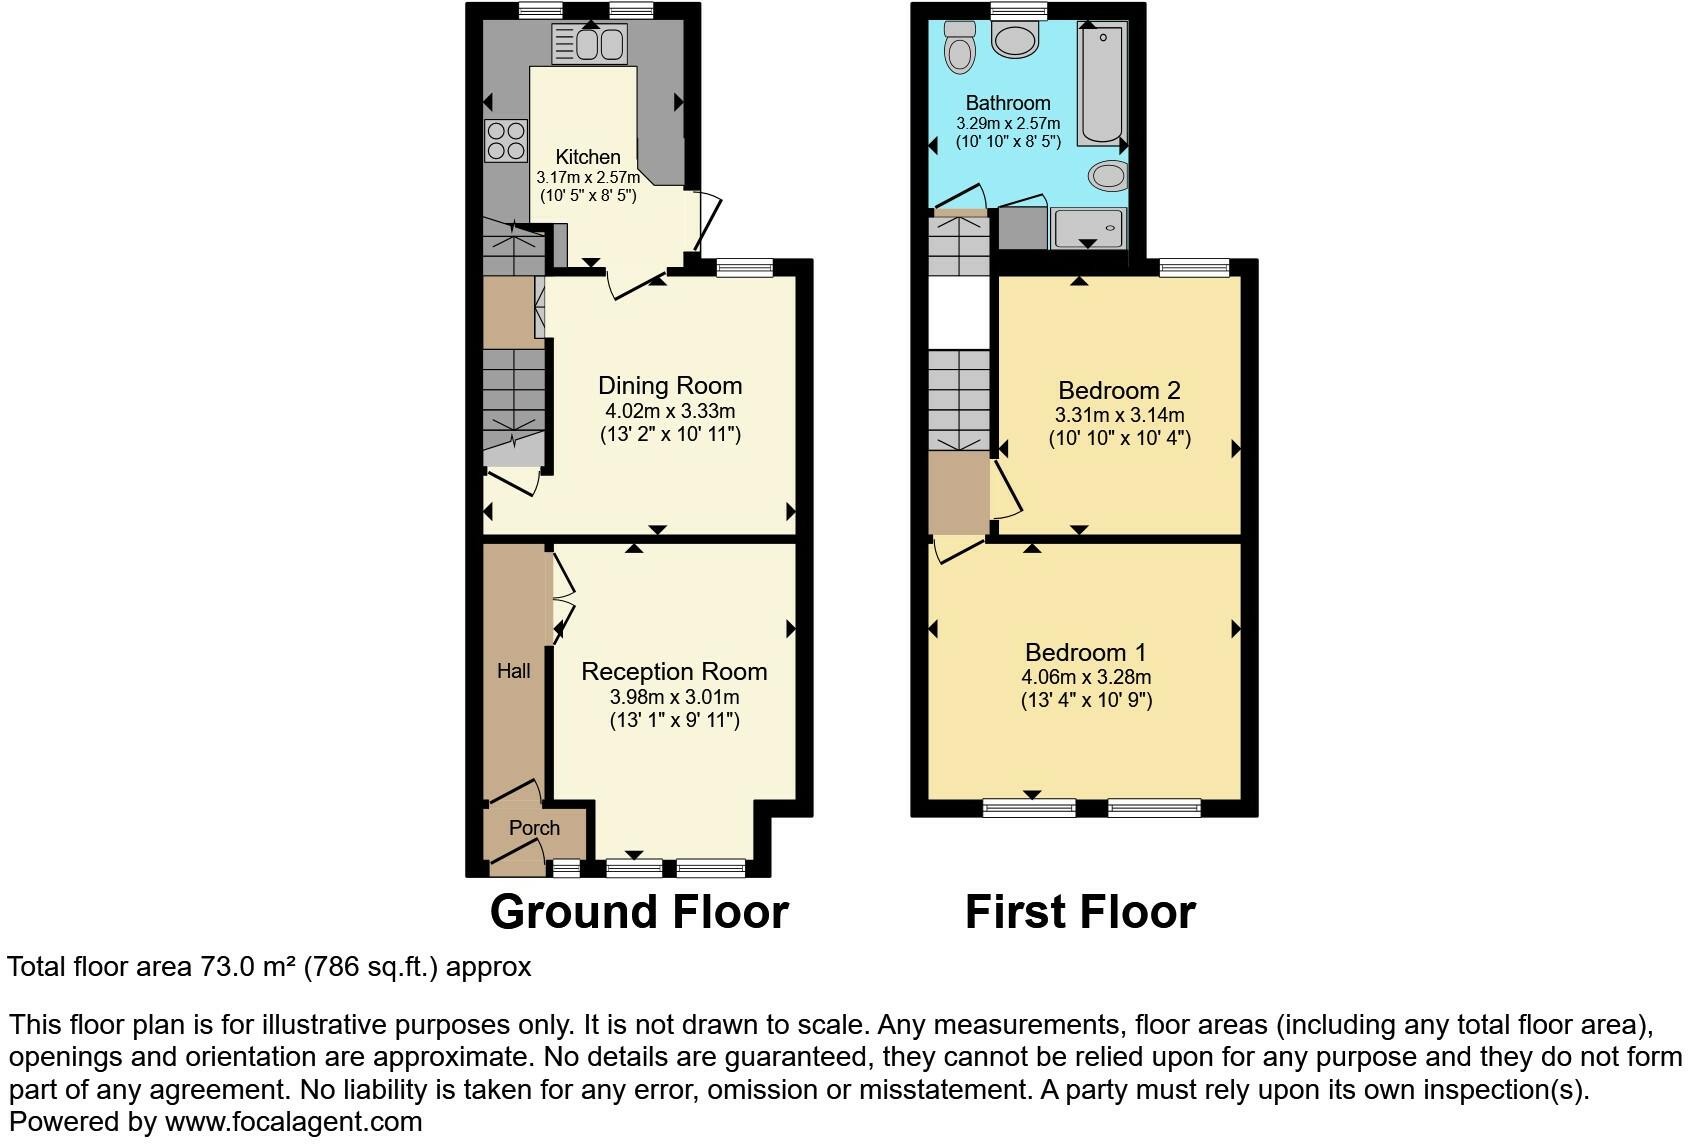 Kitchen
3.17m x 2.57m
(10' 5" x 8' 5")
Dining Room
4.02m x 3.33m
(13' 2" x 10' 11")
Hall
Reception Room
3.98m x 3.01m
(13' 1" x 9' 11")
Porch
Ground Floor
Bathroom
3.29m x 2.57m
(10' 10" x 8' 5")
Bedroom 2
3.31m x 3.14m
(10' 10" x 10' 4")
Bedroom 1
4.06m x 3.28m
(13' 4" x 10' 9")
First Floor
Total floor area 73.0 m² (786 sq.ft.) approx
This floor plan is for illustrative purposes only. It is not drawn to scale. Any measurements, floor areas (including any total floor area),
openings and orientation are approximate. No details are guaranteed, they cannot be relied upon for any purpose and they do not form
part of any agreement. No liability is taken for any error, omission or misstatement. A party must rely upon its own inspection(s).
Powered by www.focalagent.com